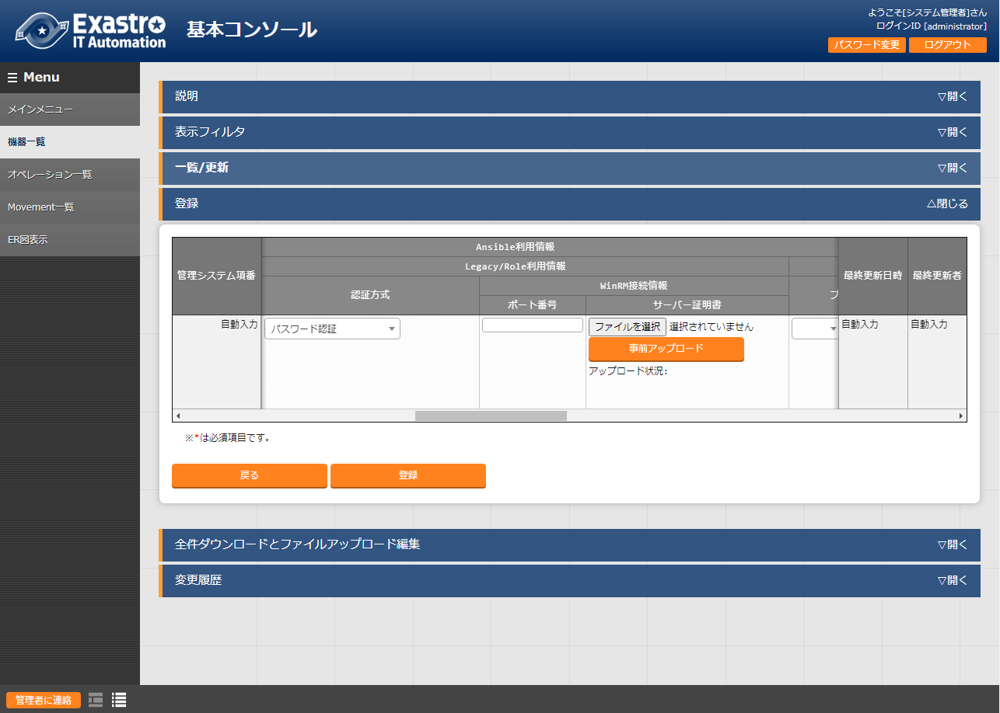 Exastro
IT Automation
基本コンソール
ようこそ[システム管理者]さん
ログインID [administrator]
パスワード変更
ログアウト
Menu
メインメニュー
機器一覧
オペレーション一覧
Movement一覧
ER図表示
説明
▽開く
表示フィルタ
▽開く
一覧/更新
▽開く
登録
△閉じる
管理システム項番
Ansible利用情報
Legacy/Role利用情報
認証方式
WinRM接続情報
ポート番号
サーバー証明書
プ
最終更新日時
最終更新者
自動入力
パスワード認証
ファイルを選択 選択されていません
事前アップロード
アップロード状況:
自動入力
自動入力
※*は必須項目です。
戻る
登録
全件ダウンロードとファイルアップロード編集
▽開く
変更履歴
▽開く
管理者に連絡